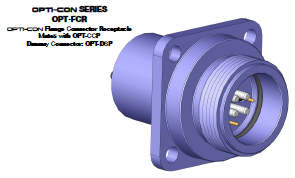 OPTI-CON SERIES
OPT-FCR
OPTI-CON Flange Connector Receptacle
Mates with OPT-CCP
Dummy Connector: OPT-DCP